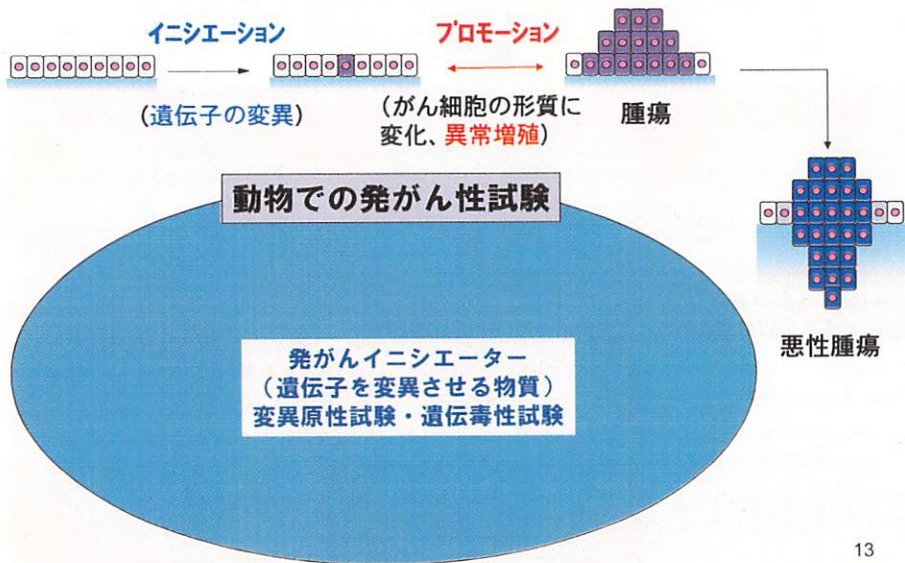 イニシエーション
プロモーション
(遺伝子の変異)
(がん細胞の形質に
変化、異常増殖)
腫瘍
動物での発がん性試験
悪性腫瘍
発がんイニシエーター
(遺伝子を変異させる物質)
変異原性試験・遺伝毒性試験
13